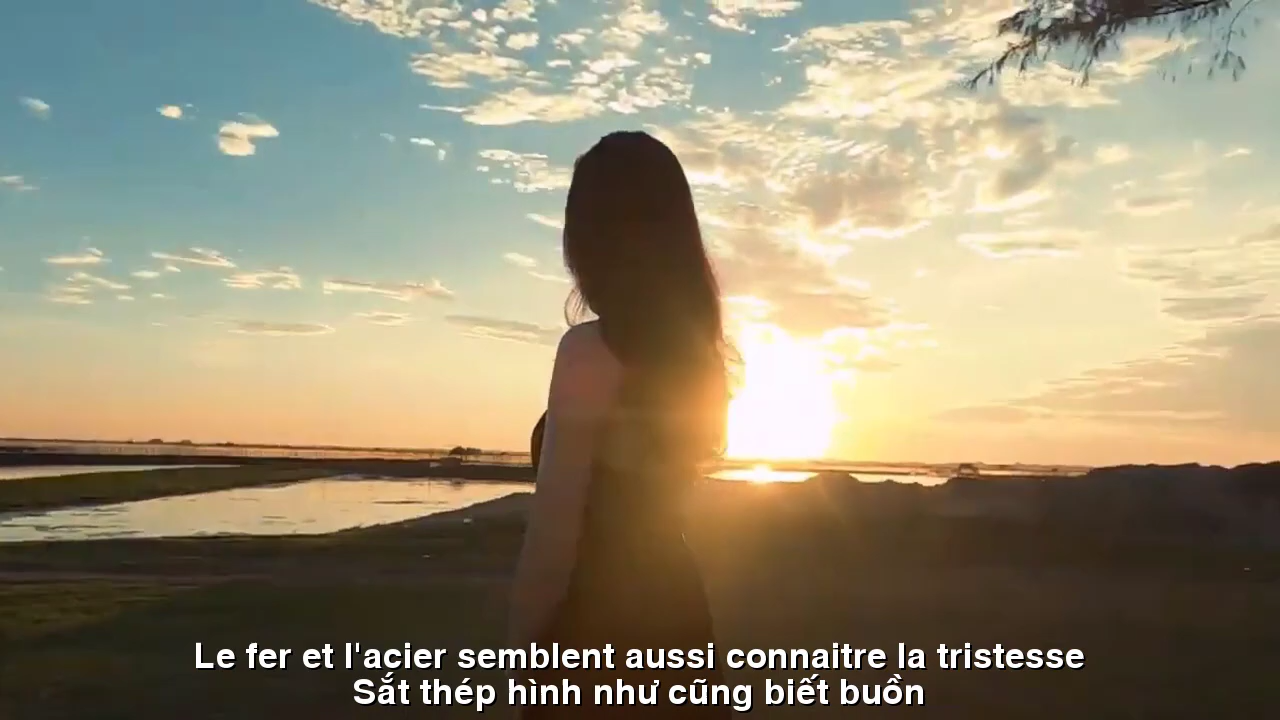 Le fer et l'acier semblent aussi connaitre la tristesse
Sắt thép hình như cũng biết buồn